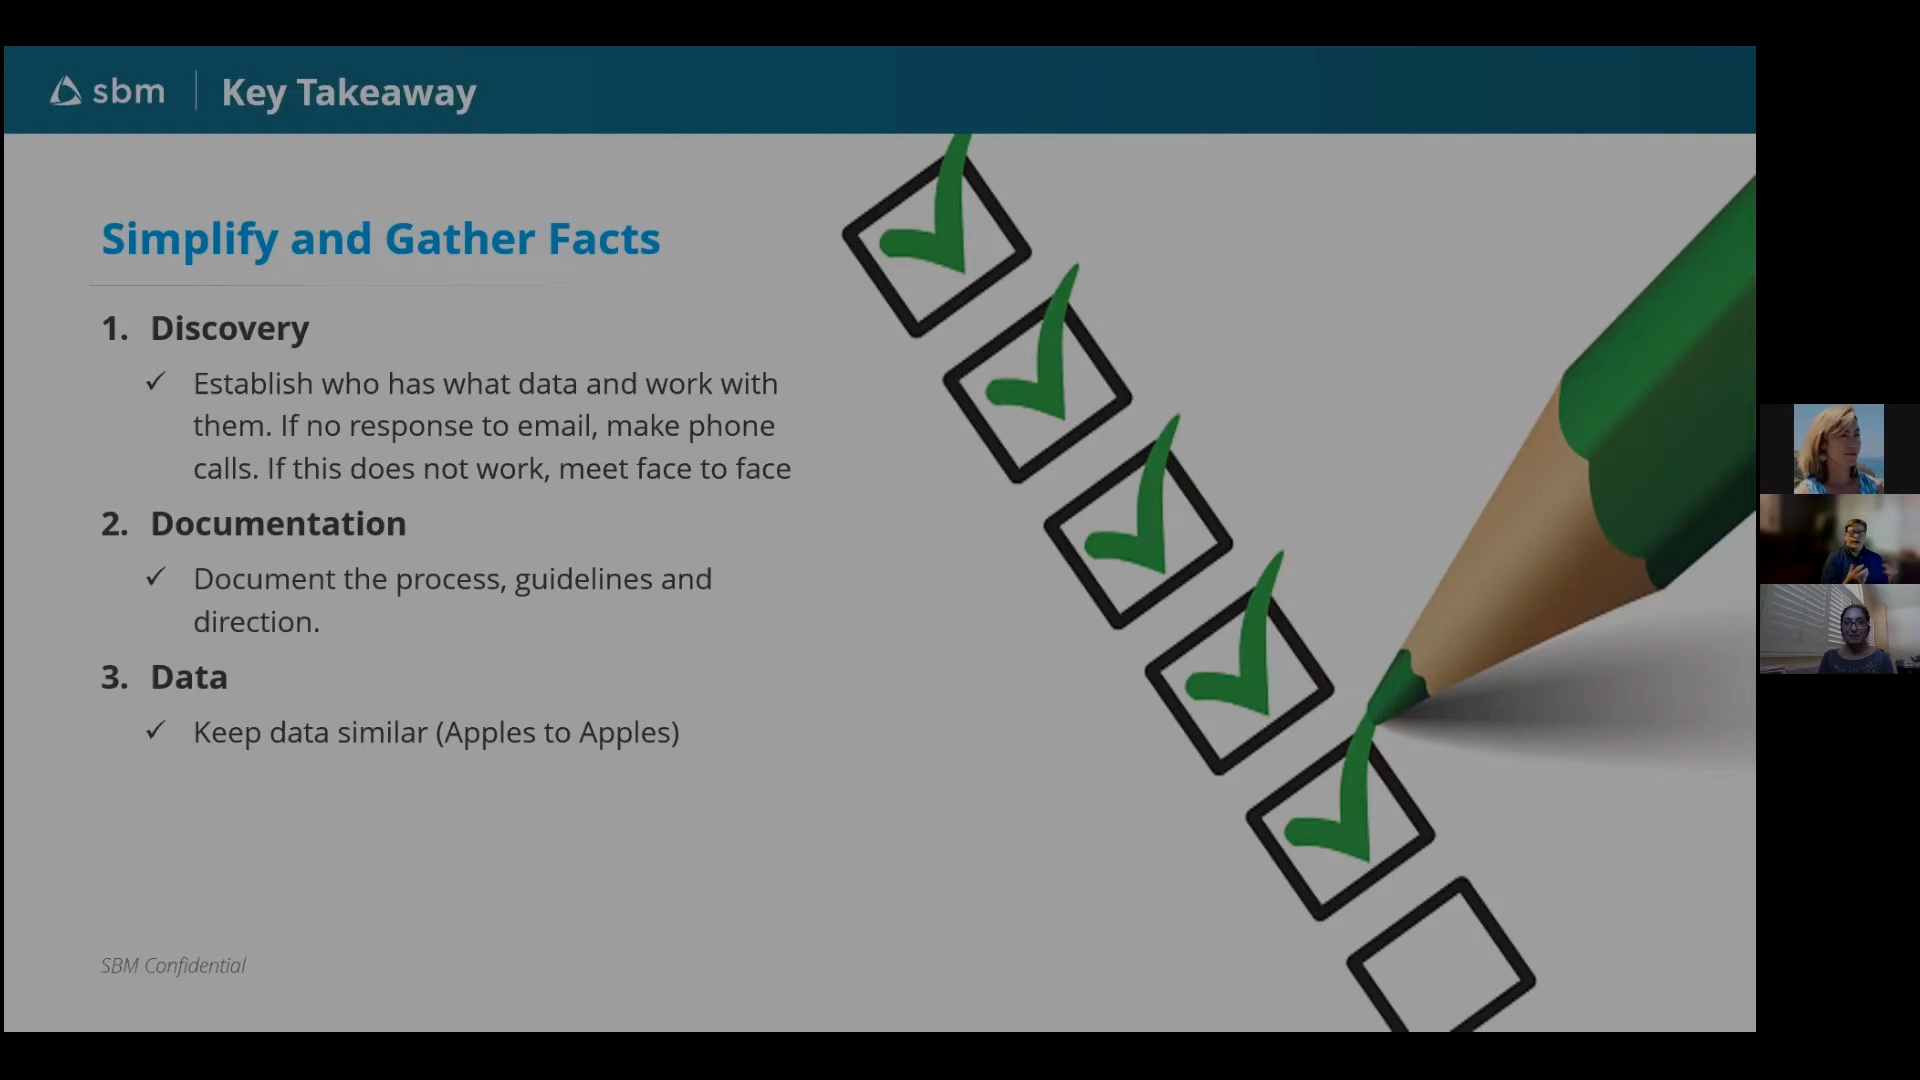 sbm
Key Takeaway
Simplify and Gather Facts
1. Discovery
✓ Establish who has what data and work with
them. If no response to email, make phone
calls. If this does not work, meet face to face
2. Documentation
✓ Document the process, guidelines and
direction.
3. Data
✓ Keep data similar (Apples to Apples)
SBM Confidential